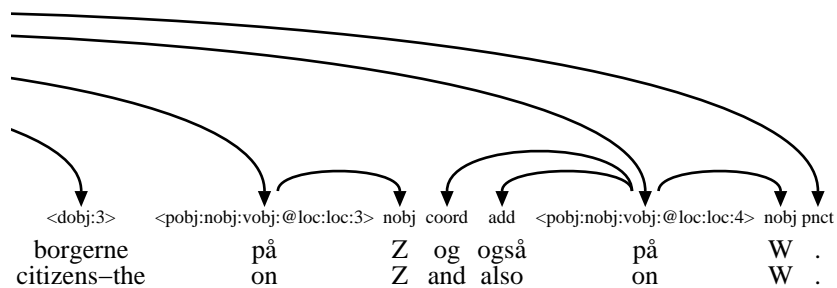 <dobj:3> <pobj:nobj:vobj:@loc:loc:3> nobj coord add <pobj:nobj:vobj:@loc:loc:4> nobj pnct
borgerne på Z og også på W .
citizens–the on Z and also on W .